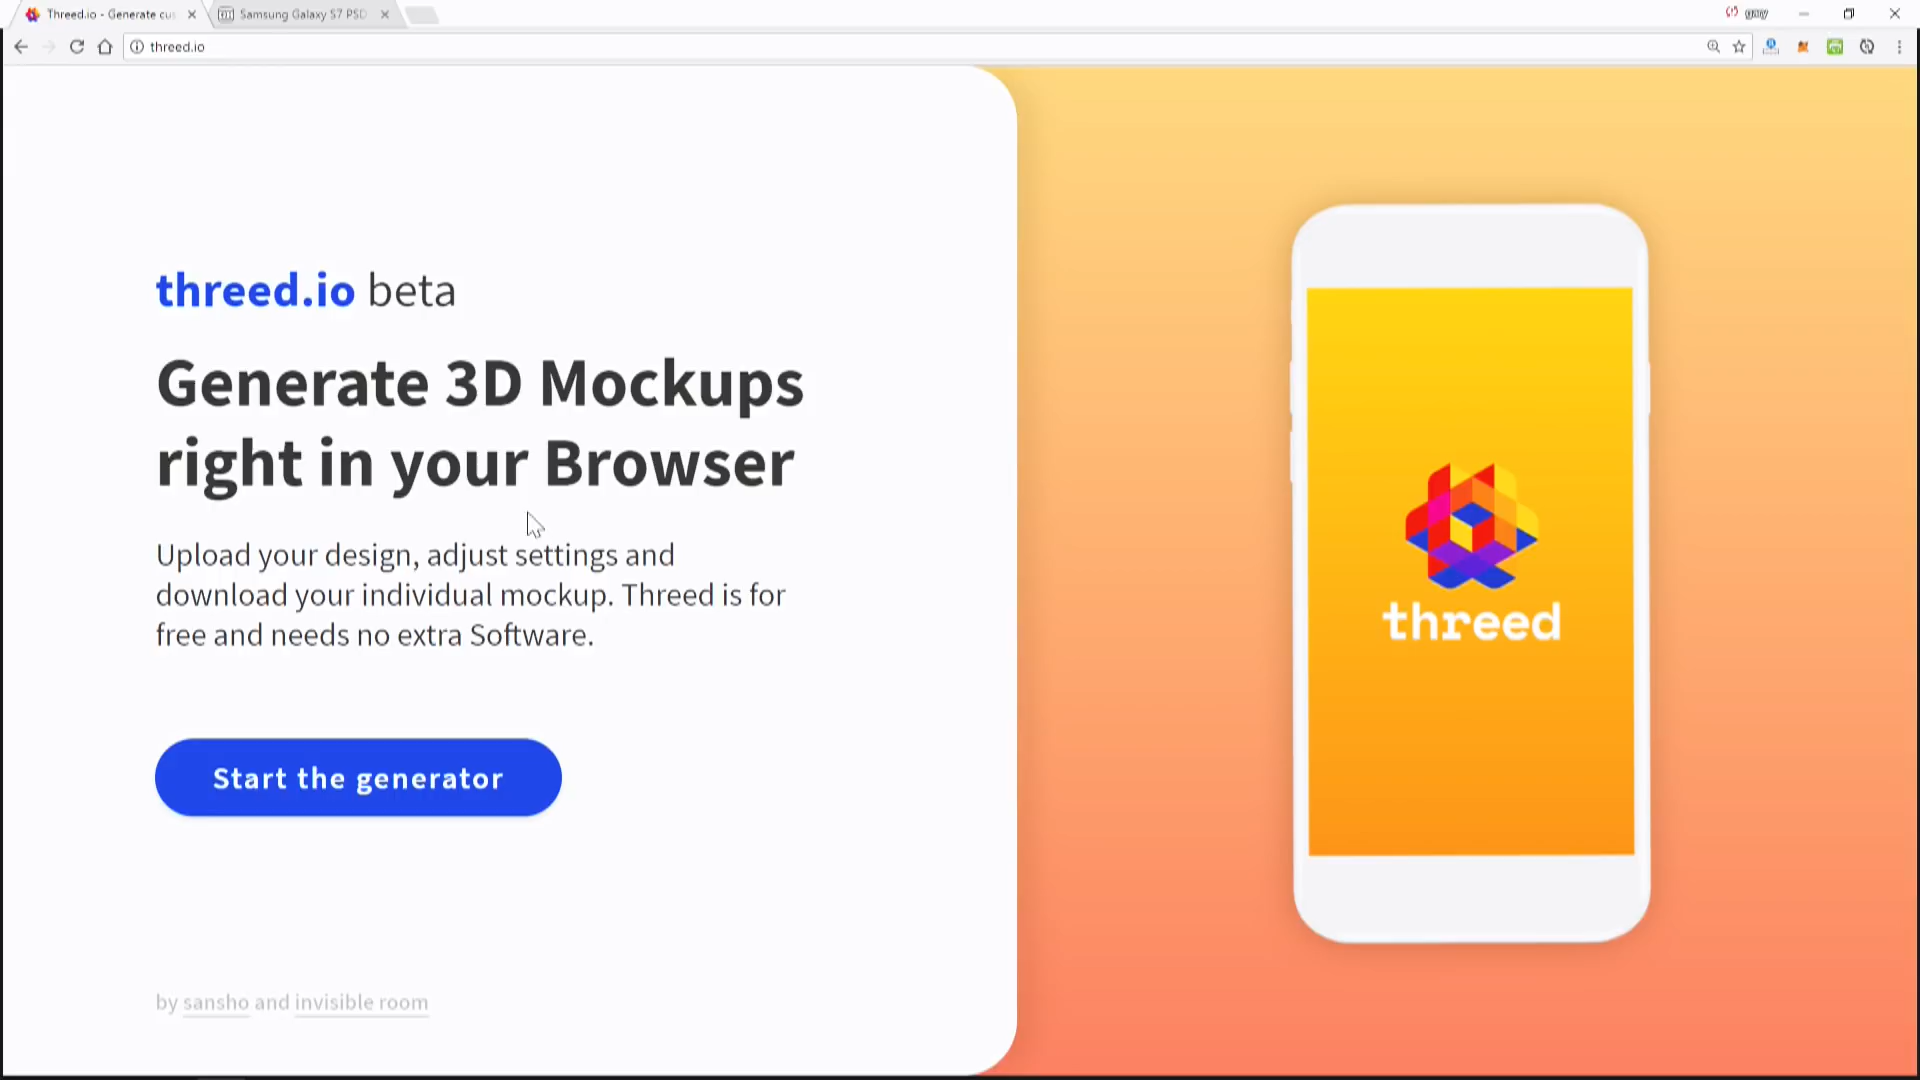 Threed.io - Generate cus
Samsung Galaxy S7 PSD
gary
threed.io
threed.io beta
Generate 3D Mockups
right in your Browser
Upload your design, adjust settings and
download your individual mockup. Threed is for
free and needs no extra Software.
Start the generator
by sansho and invisible room
threed